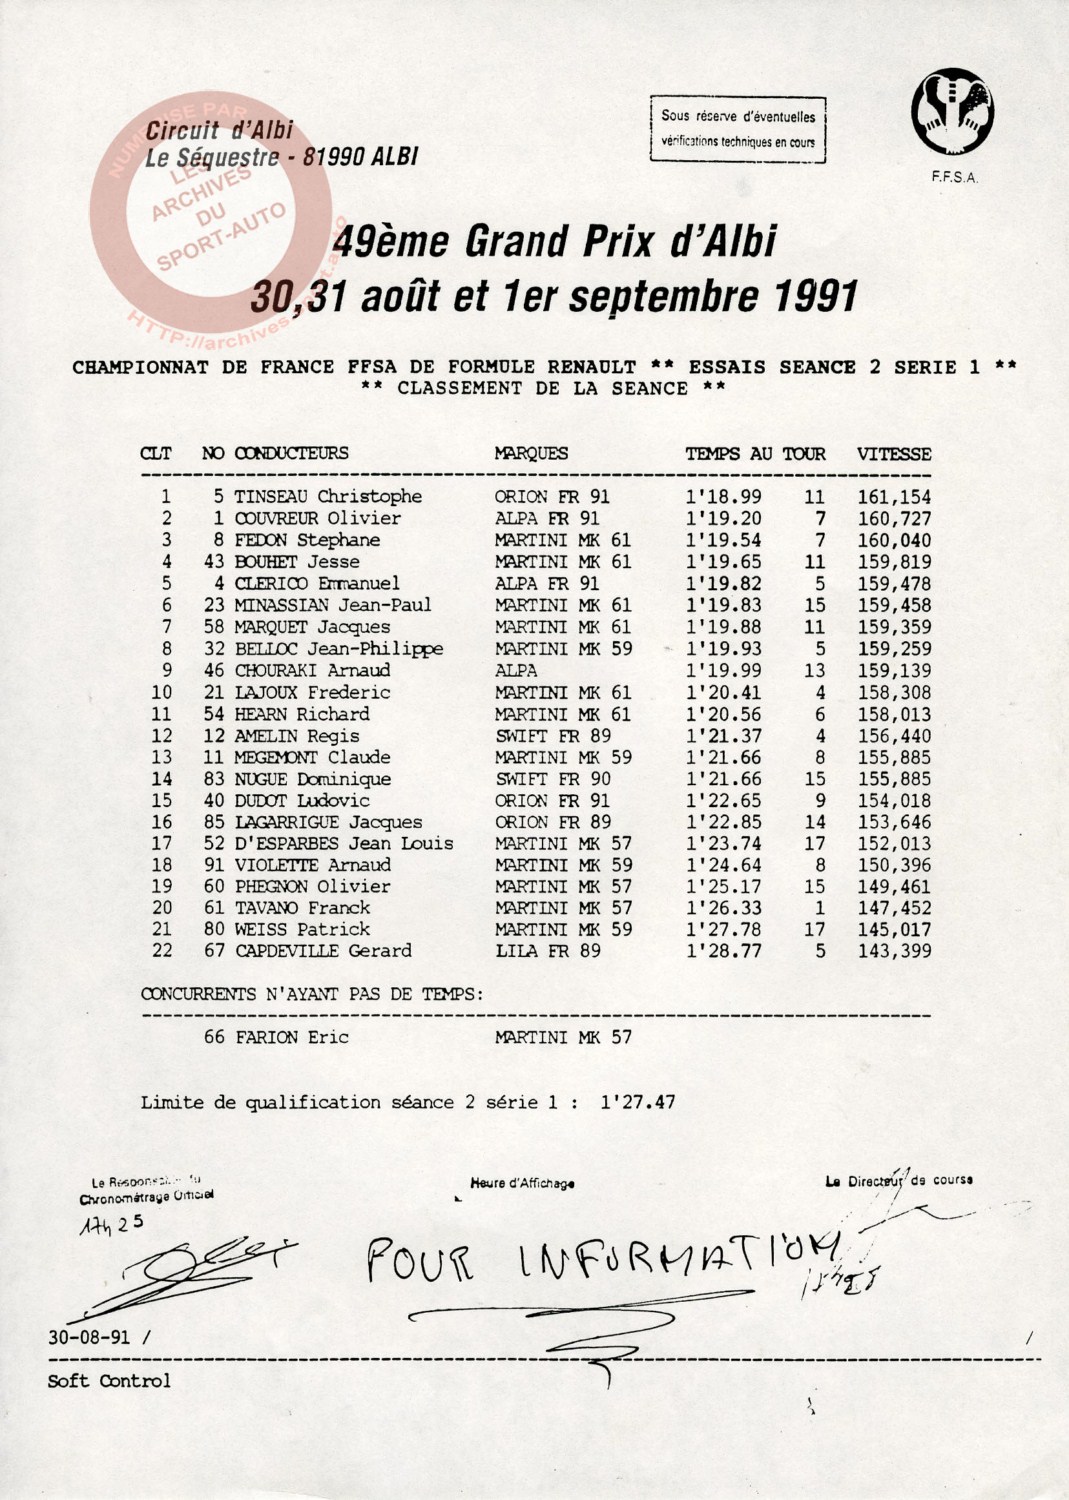 NUMERISE PAR
LES
ARCHIVES
DU
SPORT-AUTO
HTTP://archives
Circuit d'Albi
Le Séquestre - 81990 ALBI
Sous réserve d'éventuelles
vérifications techniques en cours
F.F.S.A.
49ème Grand Prix d'Albi
30,31 août et 1er septembre 1991
CHAMPIONNAT DE FRANCE FFSA DE FORMULE RENAULT ** ESSAIS SEANCE 2 SERIE 1 **
** CLASSEMENT DE LA SEANCE **
CLT NO CONDUCTEURS MARQUES TEMPS AU TOUR VITESSE
1 5 TINSEAU Christophe ORION FR 91 1'18.99 11 161,154
2 1 COUVREUR Olivier ALPA FR 91 1'19.20 7 160,727
3 8 FEDON Stephane MARTINI MK 61 1'19.54 7 160,040
4 43 BOUHET Jesse MARTINI MK 61 1'19.65 11 159,819
5 4 CLERICO Emmanuel ALPA FR 91 1'19.82 5 159,478
6 23 MINASSIAN Jean-Paul MARTINI MK 61 1'19.83 15 159,458
7 58 MARQUET Jacques MARTINI MK 61 1'19.88 11 159,359
8 32 BELLOC Jean-Philippe MARTINI MK 59 1'19.93 5 159,259
9 46 CHOURAKI Arnaud ALPA 1'19.99 13 159,139
10 21 LAJOUX Frederic MARTINI MK 61 1'20.41 4 158,308
11 54 HEARN Richard MARTINI MK 61 1'20.56 6 158,013
12 12 AMELIN Regis SWIFT FR 89 1'21.37 4 156,440
13 11 MEGEMONT Claude MARTINI MK 59 1'21.66 8 155,885
14 83 NUGUE Dominique SWIFT FR 90 1'21.66 15 155,885
15 40 DUDOT Ludovic ORION FR 91 1'22.65 9 154,018
16 85 LAGARRIGUE Jacques ORION FR 89 1'22.85 14 153,646
17 52 D'ESPARBES Jean Louis MARTINI MK 57 1'23.74 17 152,013
18 91 VIOLETTE Arnaud MARTINI MK 59 1'24.64 8 150,396
19 60 PHEGNON Olivier MARTINI MK 57 1'25.17 15 149,461
20 61 TAVANO Franck MARTINI MK 57 1'26.33 1 147,452
21 80 WEISS Patrick MARTINI MK 59 1'27.78 17 145,017
22 67 CAPDEVILLE Gerard LILA FR 89 1'28.77 5 143,399
CONCURRENTS N'AYANT PAS DE TEMPS:
66 FARION Eric MARTINI MK 57
Limite de qualification séance 2 série 1 : 1'27.47
Le Responsable du
Chronométrage Officiel
Heure d'Affichage
Le Directeur de course
17h25
POUR INFORMATION
30-08-91 /
/
Soft Control